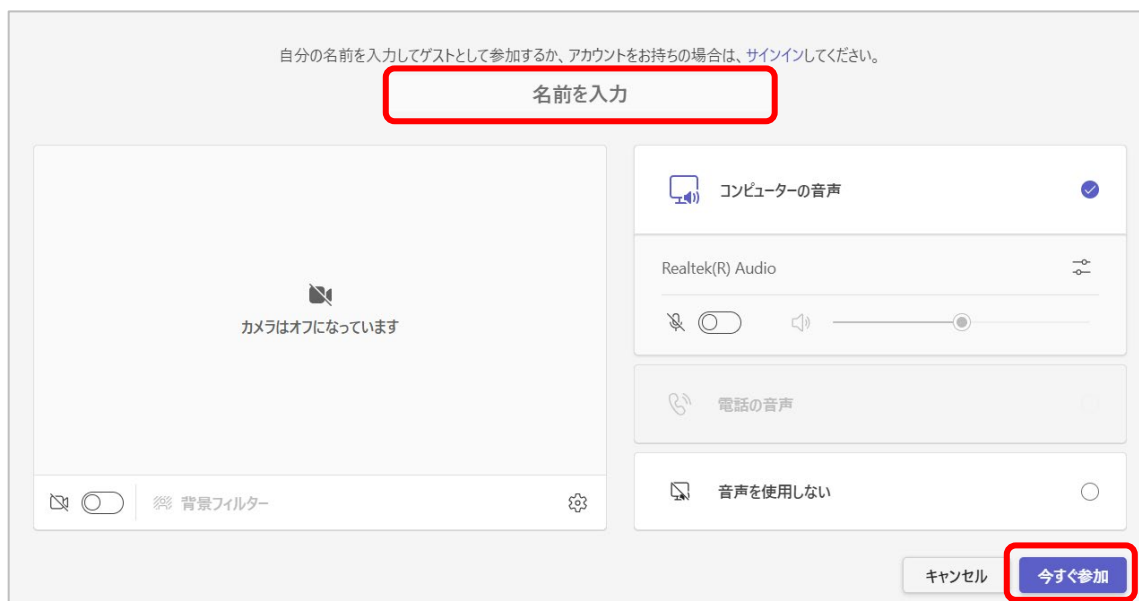 自分の名前を入力してゲストとして参加するか、アカウントをお持ちの場合は、サインインしてください。
名前を入力
カメラはオフになっています
背景フィルター
コンピューターの音声
Realtek(R) Audio
電話の音声
音声を使用しない
キャンセル
今すぐ参加